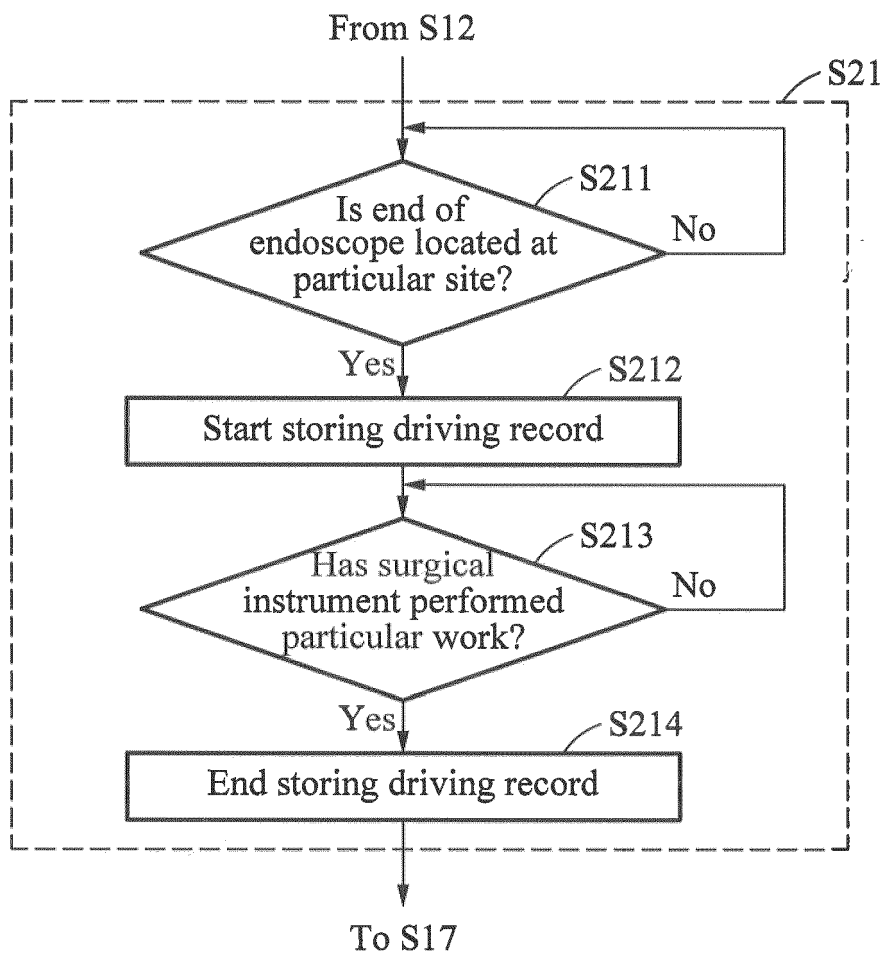 From S12
S21
S211
Is end of
endoscope located at
particular site?
No
Yes
S212
Start storing driving record
S213
Has surgical
instrument performed
particular work?
No
Yes
S214
End storing driving record
To S17